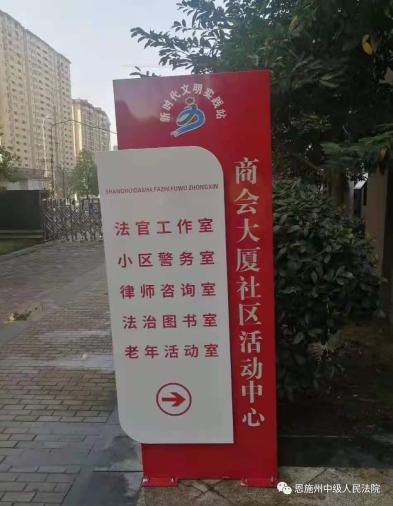 新时代文明实践站
商会大厦社区活动中心
SHANGHUIDASHA FAZHI FUWU ZHONGXIN
法官工作室
小区警务室
律师咨询室
法治图书室
老年活动室
恩施州中级人民法院